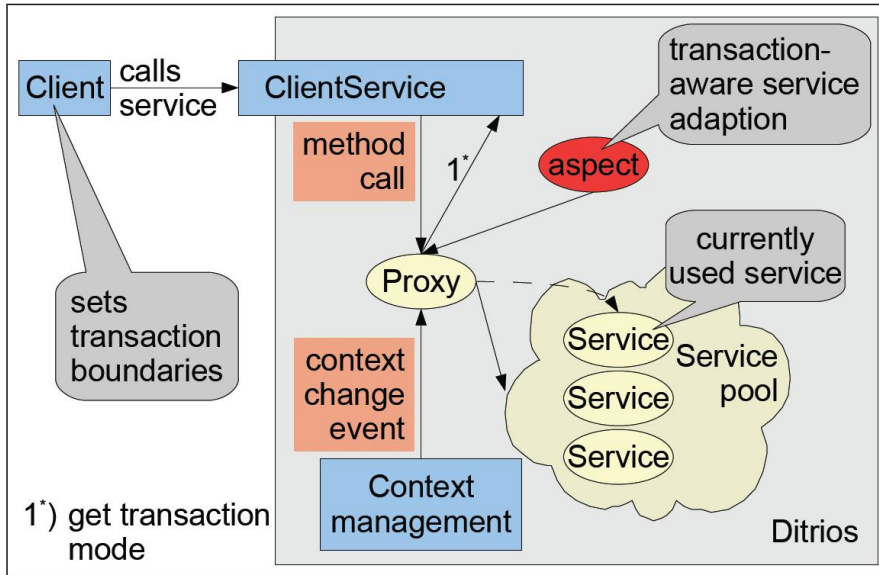 Client
calls
service
ClientService
transaction-
aware service
adaption
method
call
1*
aspect
currently
used service
Proxy
sets
transaction
boundaries
context
change
event
Service
Service
pool
Service
Service
Context
management
1*) get transaction
mode
Ditrios